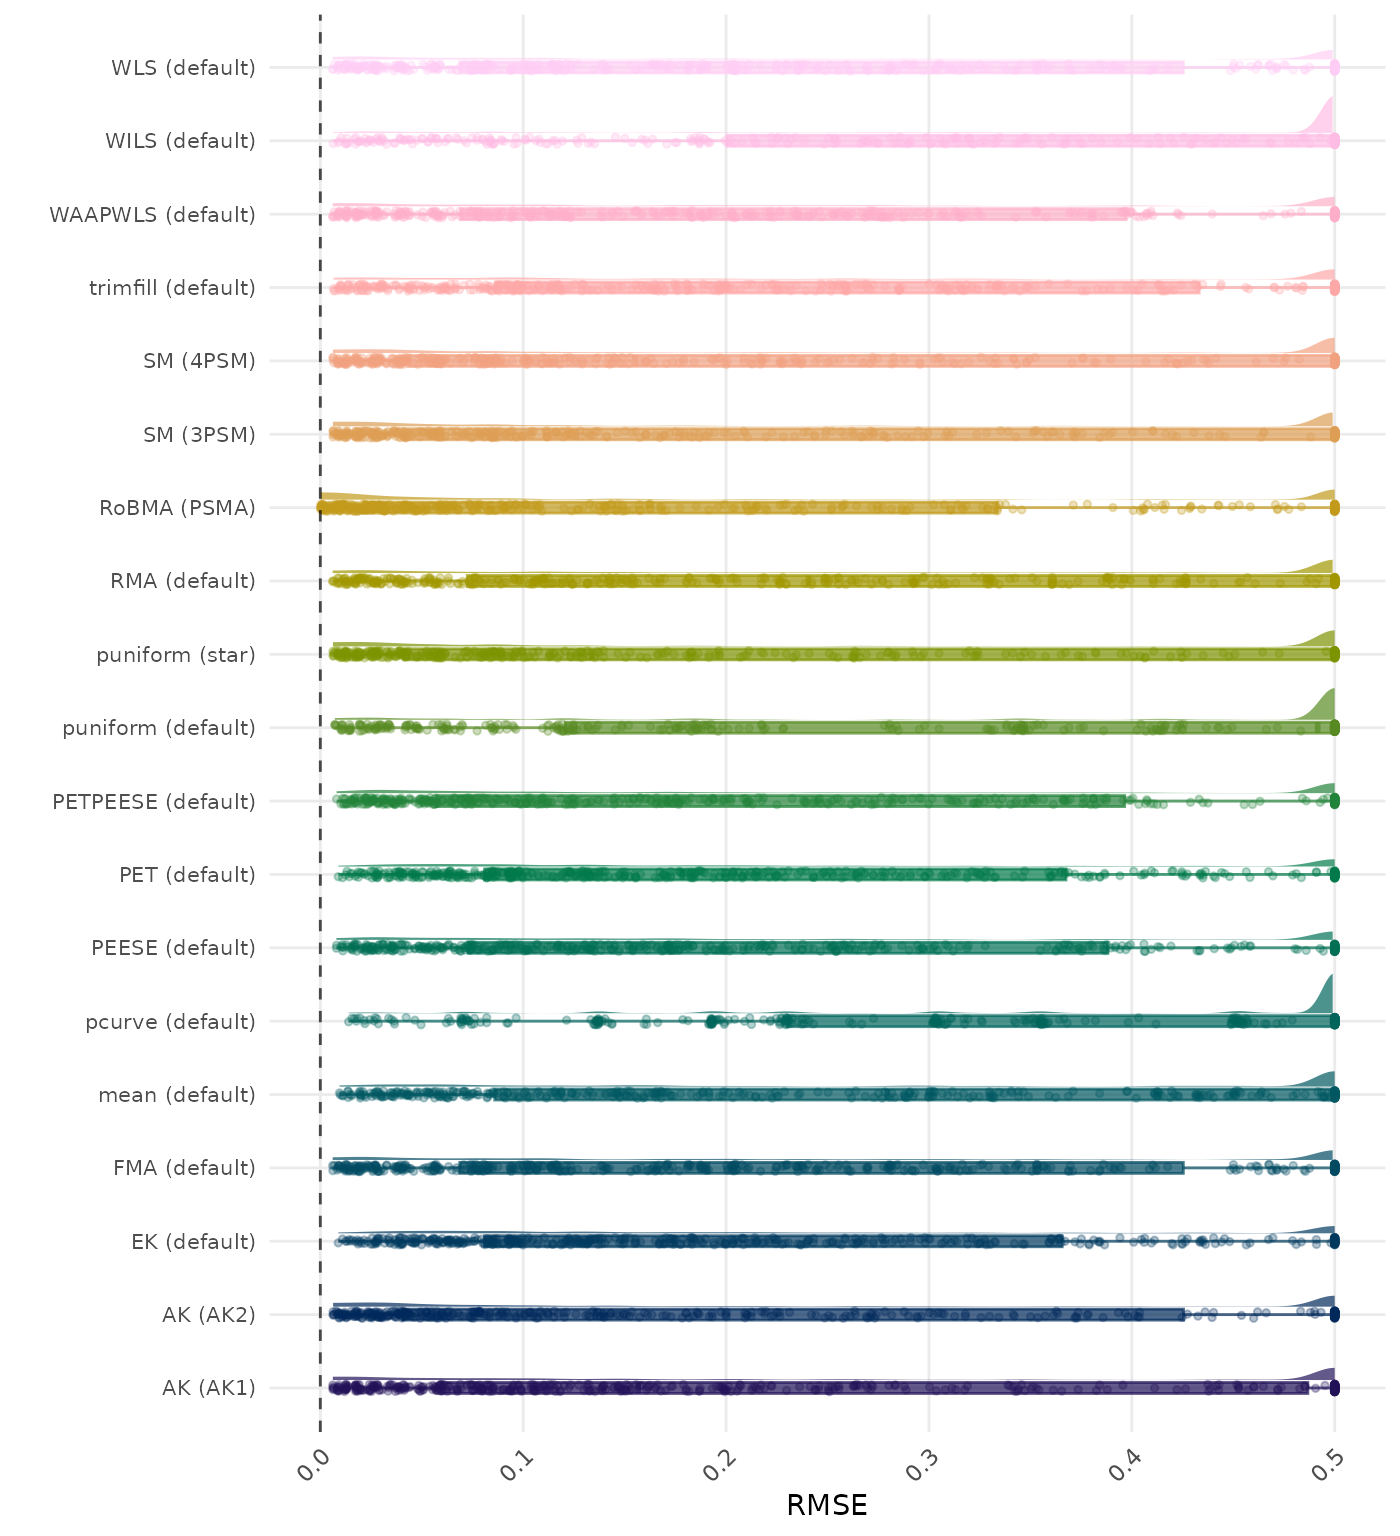 WLS (default)
WILS (default)
WAAPWLS (default)
trimfill (default)
SM (4PSM)
SM (3PSM)
RoBMA (PSMA)
RMA (default)
puniform (star)
puniform (default)
PETPEESE (default)
PET (default)
PEESE (default)
pcurve (default)
mean (default)
FMA (default)
EK (default)
AK (AK2)
AK (AK1)
0.0 0.1 0.2 0.3 0.4 0.5
RMSE